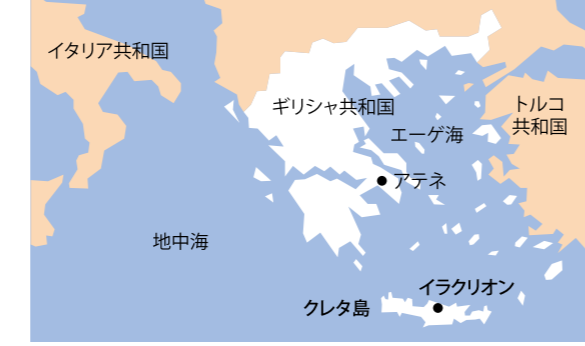 イタリア共和国
ギリシャ共和国
トルコ
共和国
エーゲ海
アテネ
地中海
イラクリオン
クレタ島